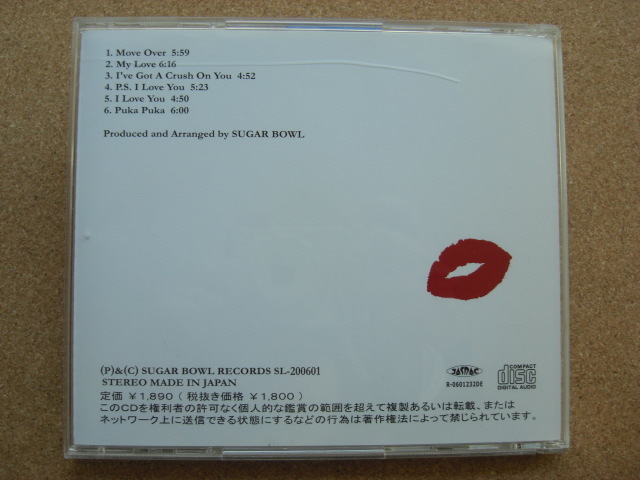 1. Move Over 5:59
2. My Love 6:16
3. I've Got A Crush On You 4:52
4. P.S. I Love You 5:23
5. I Love You 4:50
6. Puka Puka 6:00
Produced and Arranged by SUGAR BOWL
(P)&(C) SUGAR BOWL RECORDS SL-200601
STEREO MADE IN JAPAN
定価 ¥1,890(税抜き価格 ¥1,800)
このCDを権利者の許可なく個人的な鑑賞の範囲を超えて複製あるいは転載、または
ネットワーク上に送信できる状態にするなどの行為は著作権法によって禁じられています。
JASRAC
R-0601232DE
COMPACT
disc
DIGITAL AUDIO